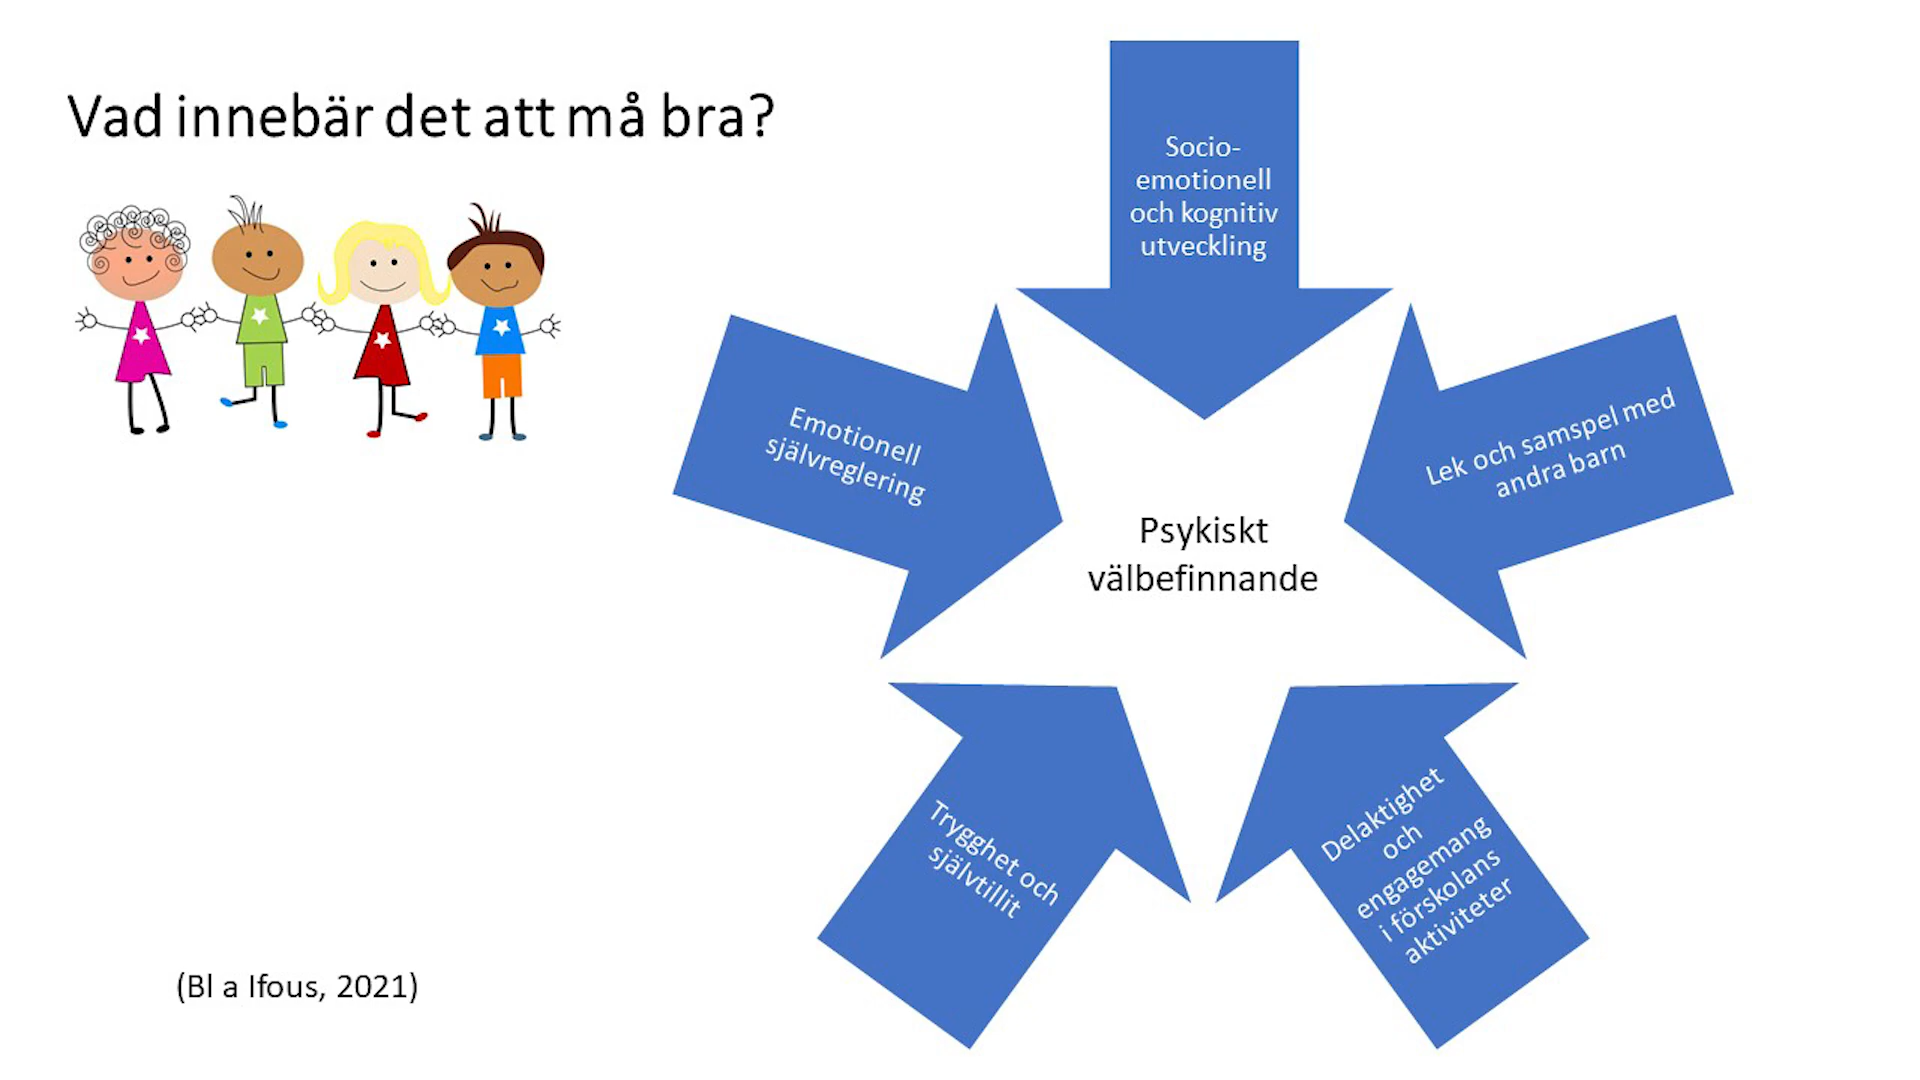 Vad innebär det att må bra?
Socio-
emotionell
och kognitiv
utveckling
Emotionell
självreglering
Lek och samspel med
andra barn
Psykiskt
välbefinnande
Trygghet och
självtillit
Delaktighet
och
engagemang
i förskolans
aktiviteter
(Bl a Ifous, 2021)